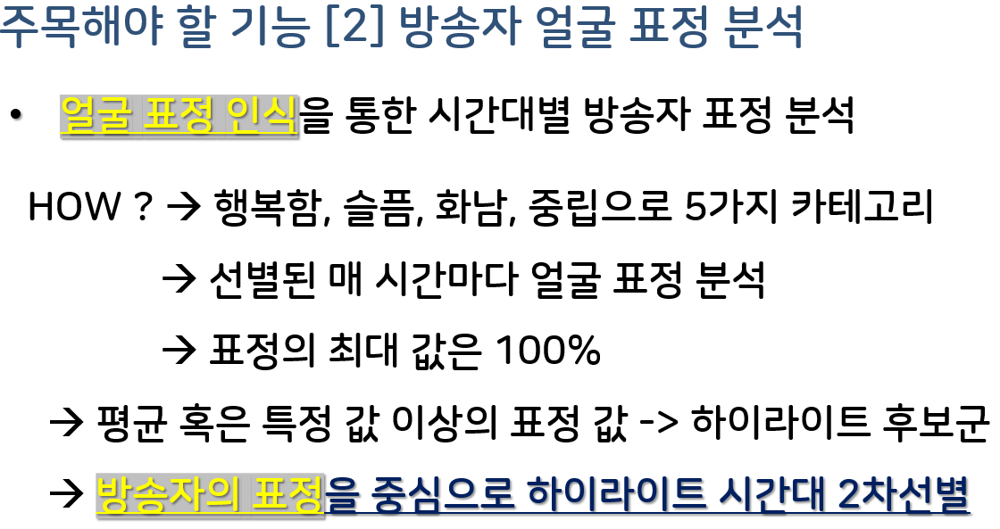 주목해야 할 기능 [2] 방송자 얼굴 표정 분석
• 얼굴 표정 인식을 통한 시간대별 방송자 표정 분석
HOW ? → 행복함, 슬픔, 화남, 중립으로 5가지 카테고리
→ 선별된 매 시간마다 얼굴 표정 분석
→ 표정의 최대 값은 100%
→ 평균 혹은 특정 값 이상의 표정 값 -> 하이라이트 후보군
→ 방송자의 표정을 중심으로 하이라이트 시간대 2차선별